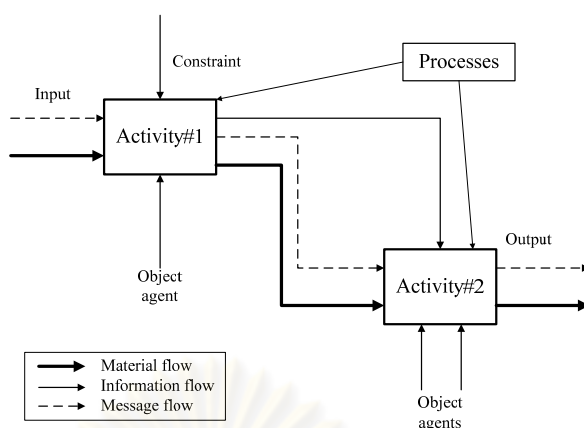 Constraint
Processes
Input
Activity#1
Object
agent
Output
Activity#2
Object
agents
Material flow
Information flow
Message flow